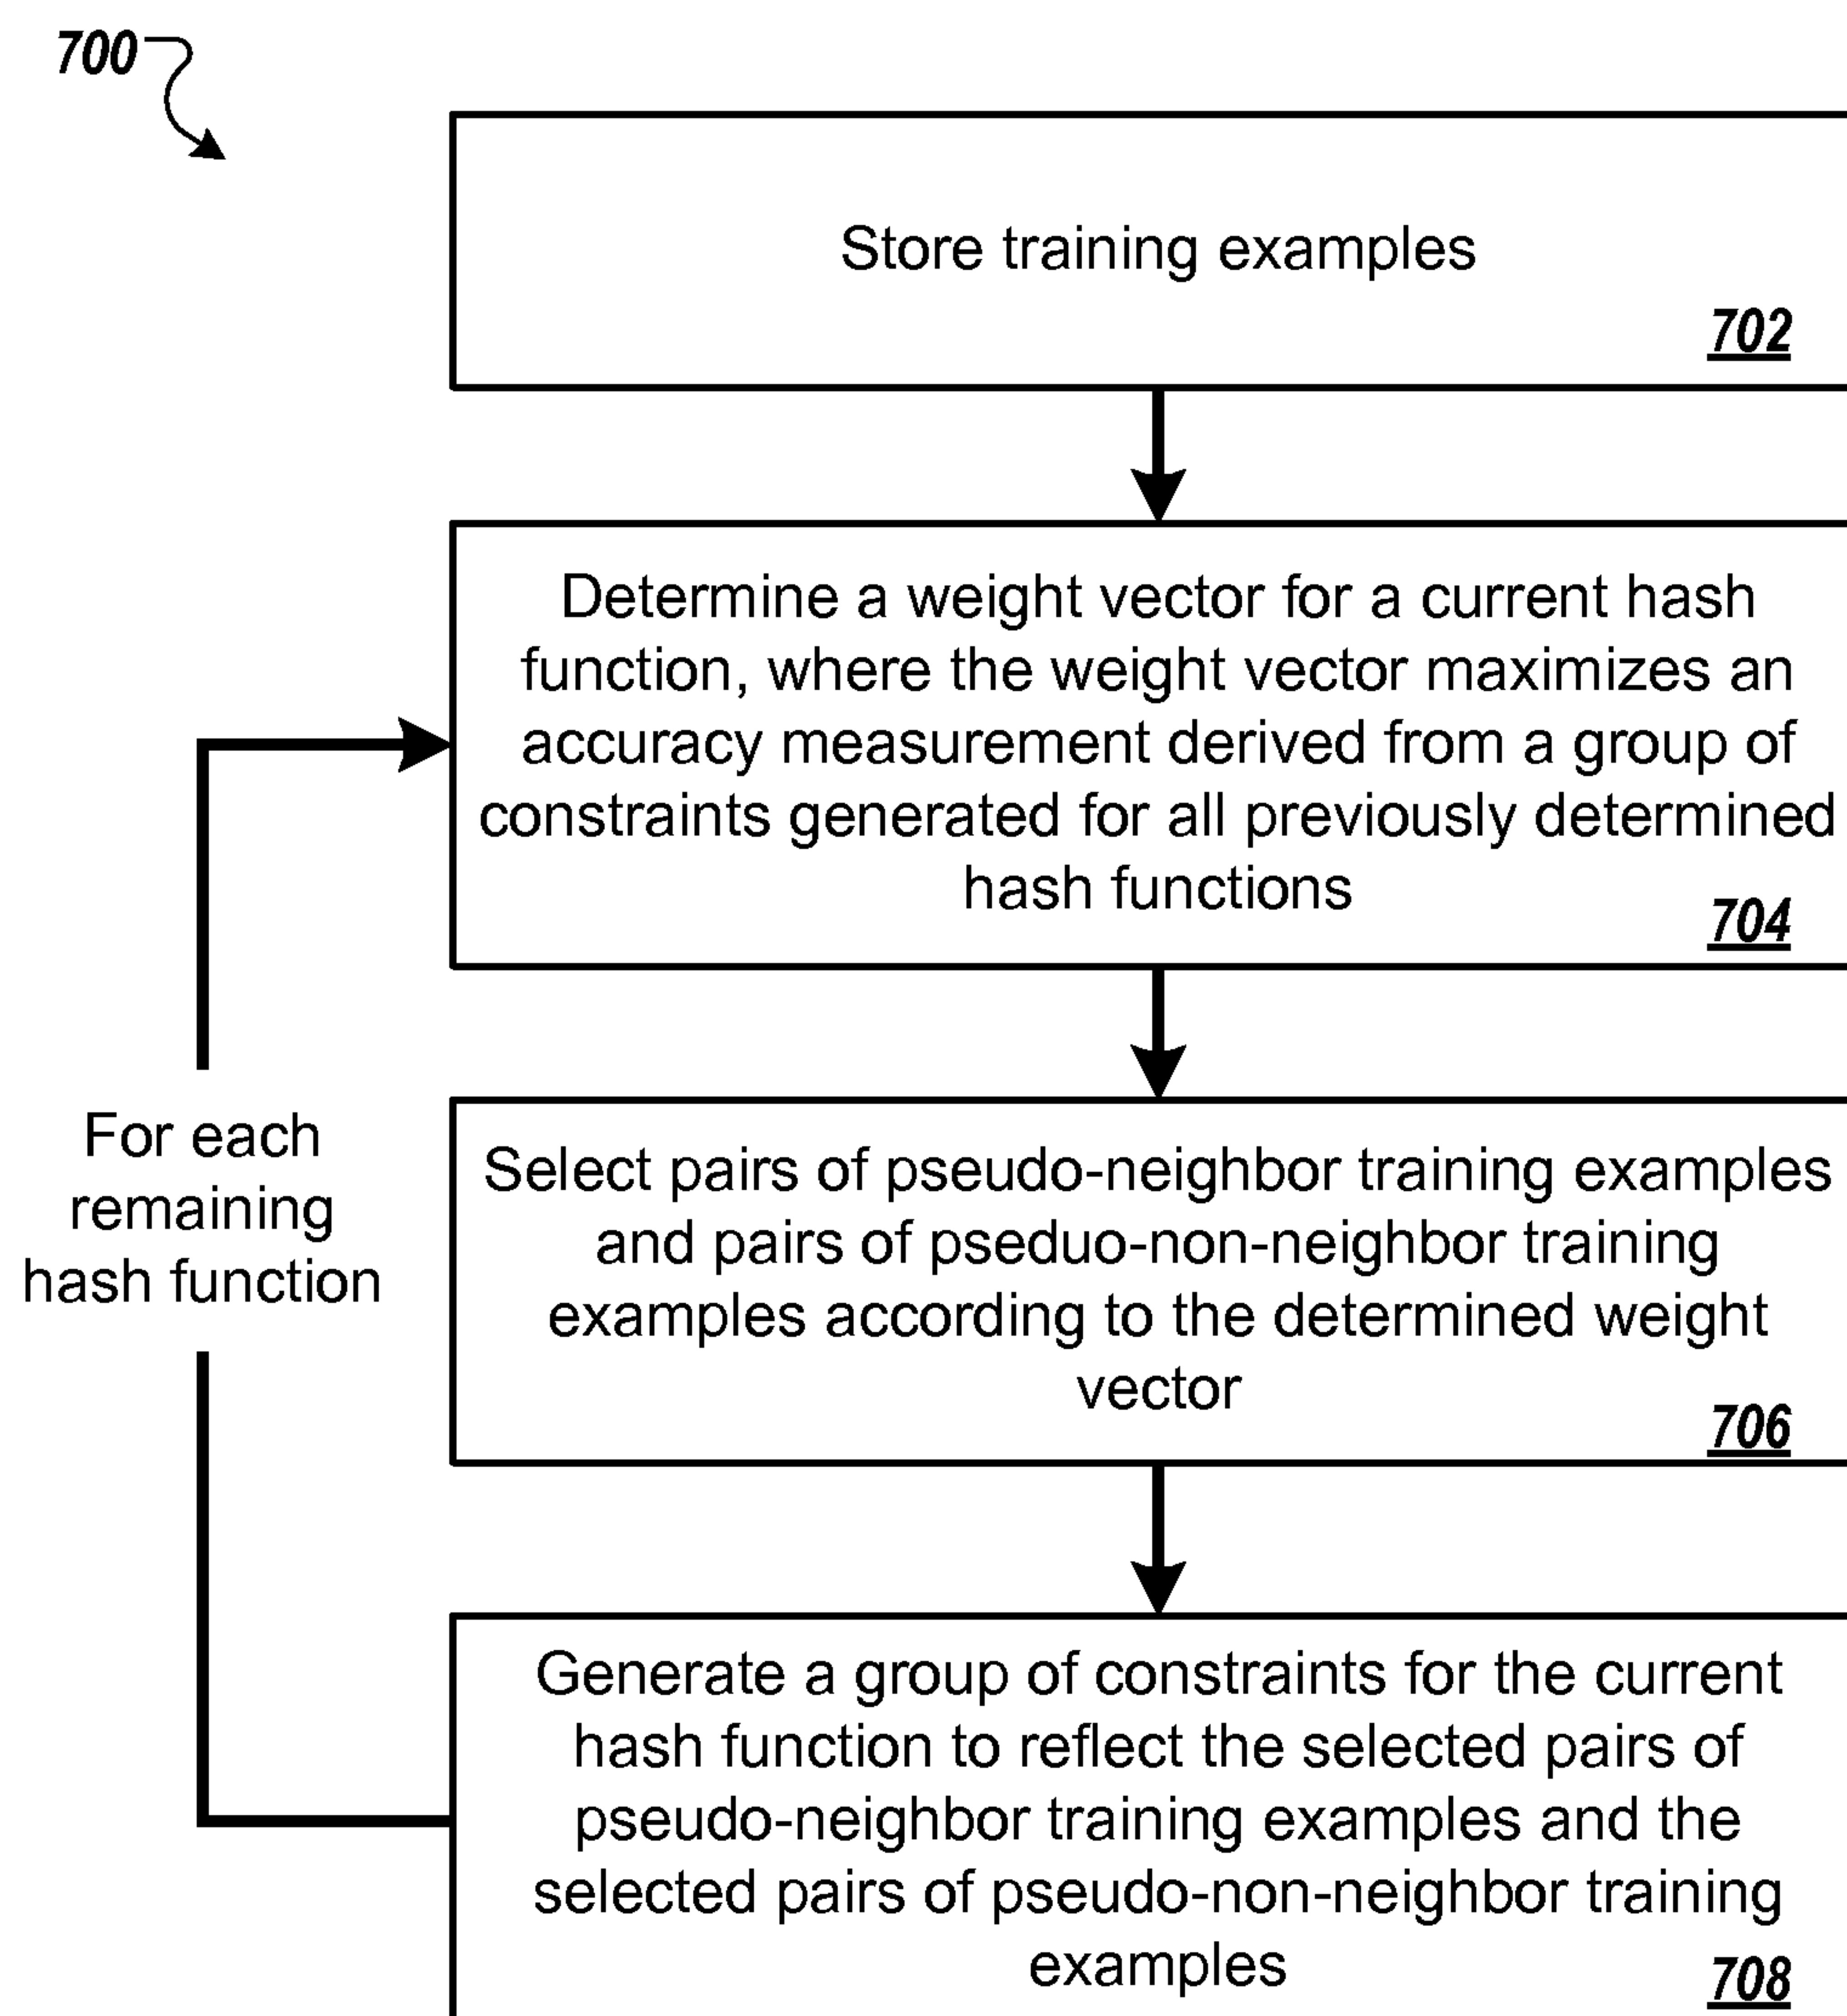 700
Store training examples
702
Determine a weight vector for a current hash
function, where the weight vector maximizes an
accuracy measurement derived from a group of
constraints generated for all previously determined
hash functions
704
For each
remaining
hash function
Select pairs of pseudo-neighbor training examples
and pairs of pseduo-non-neighbor training
examples according to the determined weight
vector
706
Generate a group of constraints for the current
hash function to reflect the selected pairs of
pseudo-neighbor training examples and the
selected pairs of pseudo-non-neighbor training
examples
708